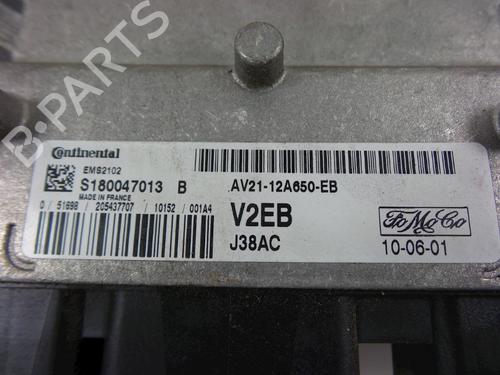 B-PARTS
Continental
EMS2102
S180047013 B
MADE IN FRANCE
0 / 51698 / 205437707 / 10152 / 001A4
AV21-12A650-EB
V2EB
J38AC
FoMoCo
10-06-01